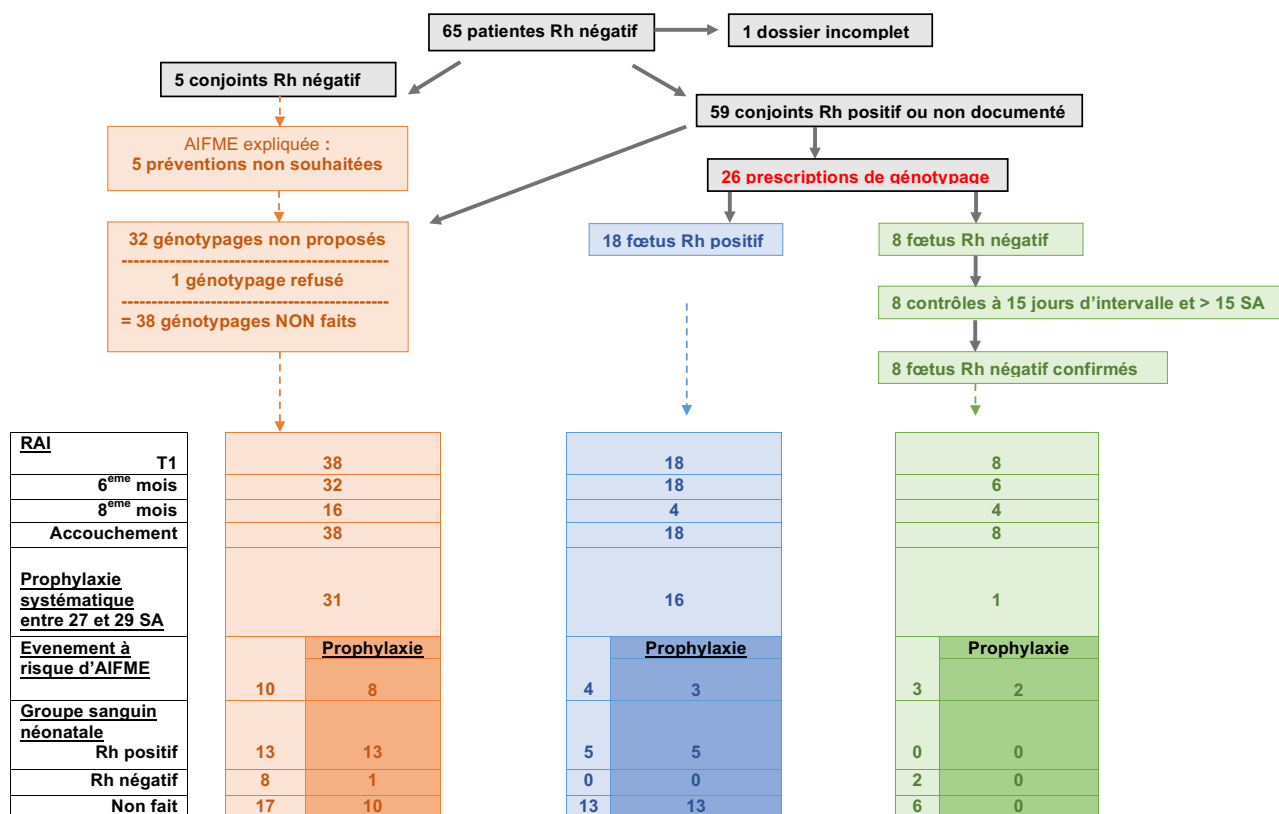 65 patientes Rh négatif
1 dossier incomplet
5 conjoints Rh négatif
59 conjoints Rh positif ou non documenté
AIFME expliquée :
5 préventions non souhaitées
26 prescriptions de génotypage
32 génotypages non proposés
----------------------------------------
1 génotypage refusé
----------------------------------------
= 38 génotypages NON faits
18 fœtus Rh positif
8 fœtus Rh négatif
8 contrôles à 15 jours d'intervalle et > 15 SA
8 fœtus Rh négatif confirmés
RAI
T1 38 18 8
6ème mois 32 18 6
8ème mois 16 4 4
Accouchement 38 18 8
Prophylaxie
systématique
entre 27 et 29 SA 31 16 1
Evenement à Prophylaxie Prophylaxie Prophylaxie
risque d'AIFME
10 8 4 3 3 2
Groupe sanguin
néonatale
Rh positif 13 13 5 5 0 0
Rh négatif 8 1 0 0 2 0
Non fait 17 10 13 13 6 0